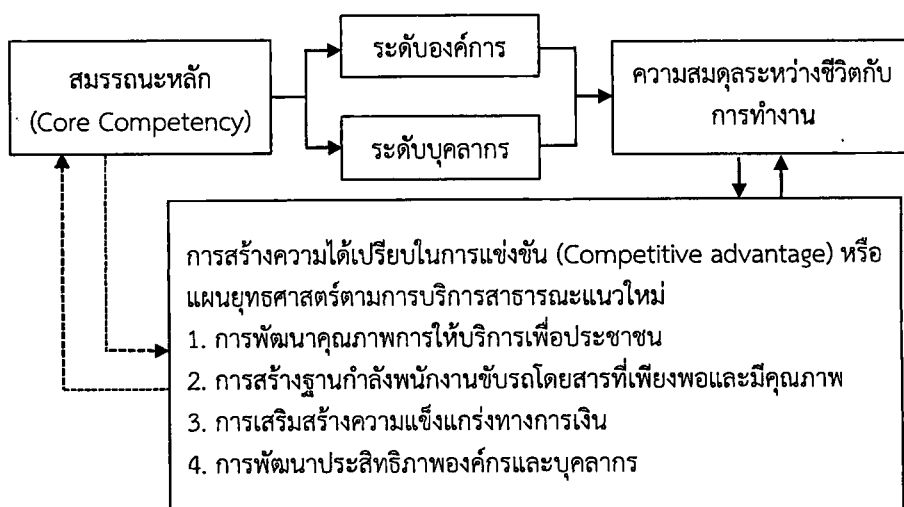 สมรรถนะหลัก
(Core Competency)
ระดับองค์การ
ระดับบุคลากร
ความสมดุลระหว่างชีวิตกับ
การทำงาน
การสร้างความได้เปรียบในการแข่งขัน (Competitive advantage) หรือ
แผนยุทธศาสตร์ตามการบริการสาธารณะแนวใหม่
1. การพัฒนาคุณภาพการให้บริการเพื่อประชาชน
2. การสร้างฐานกำลังพนักงานขับรถโดยสารที่เพียงพอและมีคุณภาพ
3. การเสริมสร้างความแข็งแกร่งทางการเงิน
4. การพัฒนาประสิทธิภาพองค์กรและบุคลากร